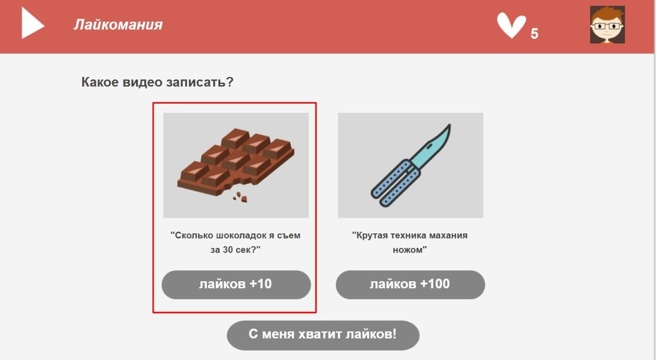 Лайкомания
5
Какое видео записать?
"Сколько шоколадок я съем
за 30 сек?"
"Крутая техника махания
ножом"
лайков +10
лайков +100
С меня хватит лайков!